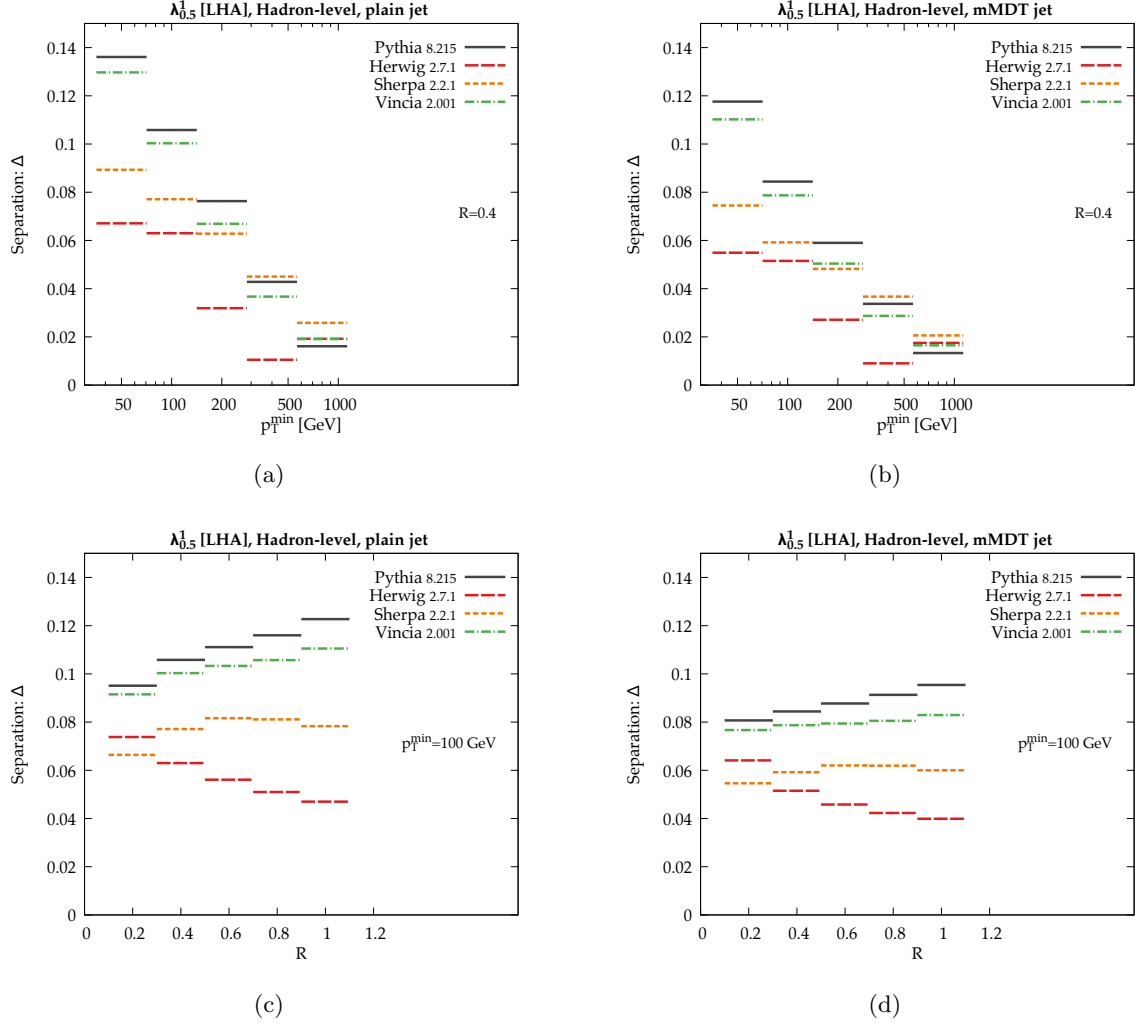 λ¹₀.₅ [LHA], Hadron-level, plain jet
0.14
0.12
0.1
0.08
0.06
0.04
0.02
0
Separation: Δ
Pythia 8.215
Herwig 2.7.1
Sherpa 2.2.1
Vincia 2.001
R=0.4
50 100 200 500 1000
p_T^min [GeV]
(a)
λ¹₀.₅ [LHA], Hadron-level, mMDT jet
0.14
0.12
0.1
0.08
0.06
0.04
0.02
0
Separation: Δ
Pythia 8.215
Herwig 2.7.1
Sherpa 2.2.1
Vincia 2.001
R=0.4
50 100 200 500 1000
p_T^min [GeV]
(b)
λ¹₀.₅ [LHA], Hadron-level, plain jet
0.14
0.12
0.1
0.08
0.06
0.04
0.02
0
Separation: Δ
Pythia 8.215
Herwig 2.7.1
Sherpa 2.2.1
Vincia 2.001
p_T^min=100 GeV
0 0.2 0.4 0.6 0.8 1 1.2
R
(c)
λ¹₀.₅ [LHA], Hadron-level, mMDT jet
0.14
0.12
0.1
0.08
0.06
0.04
0.02
0
Separation: Δ
Pythia 8.215
Herwig 2.7.1
Sherpa 2.2.1
Vincia 2.001
p_T^min=100 GeV
0 0.2 0.4 0.6 0.8 1 1.2
R
(d)